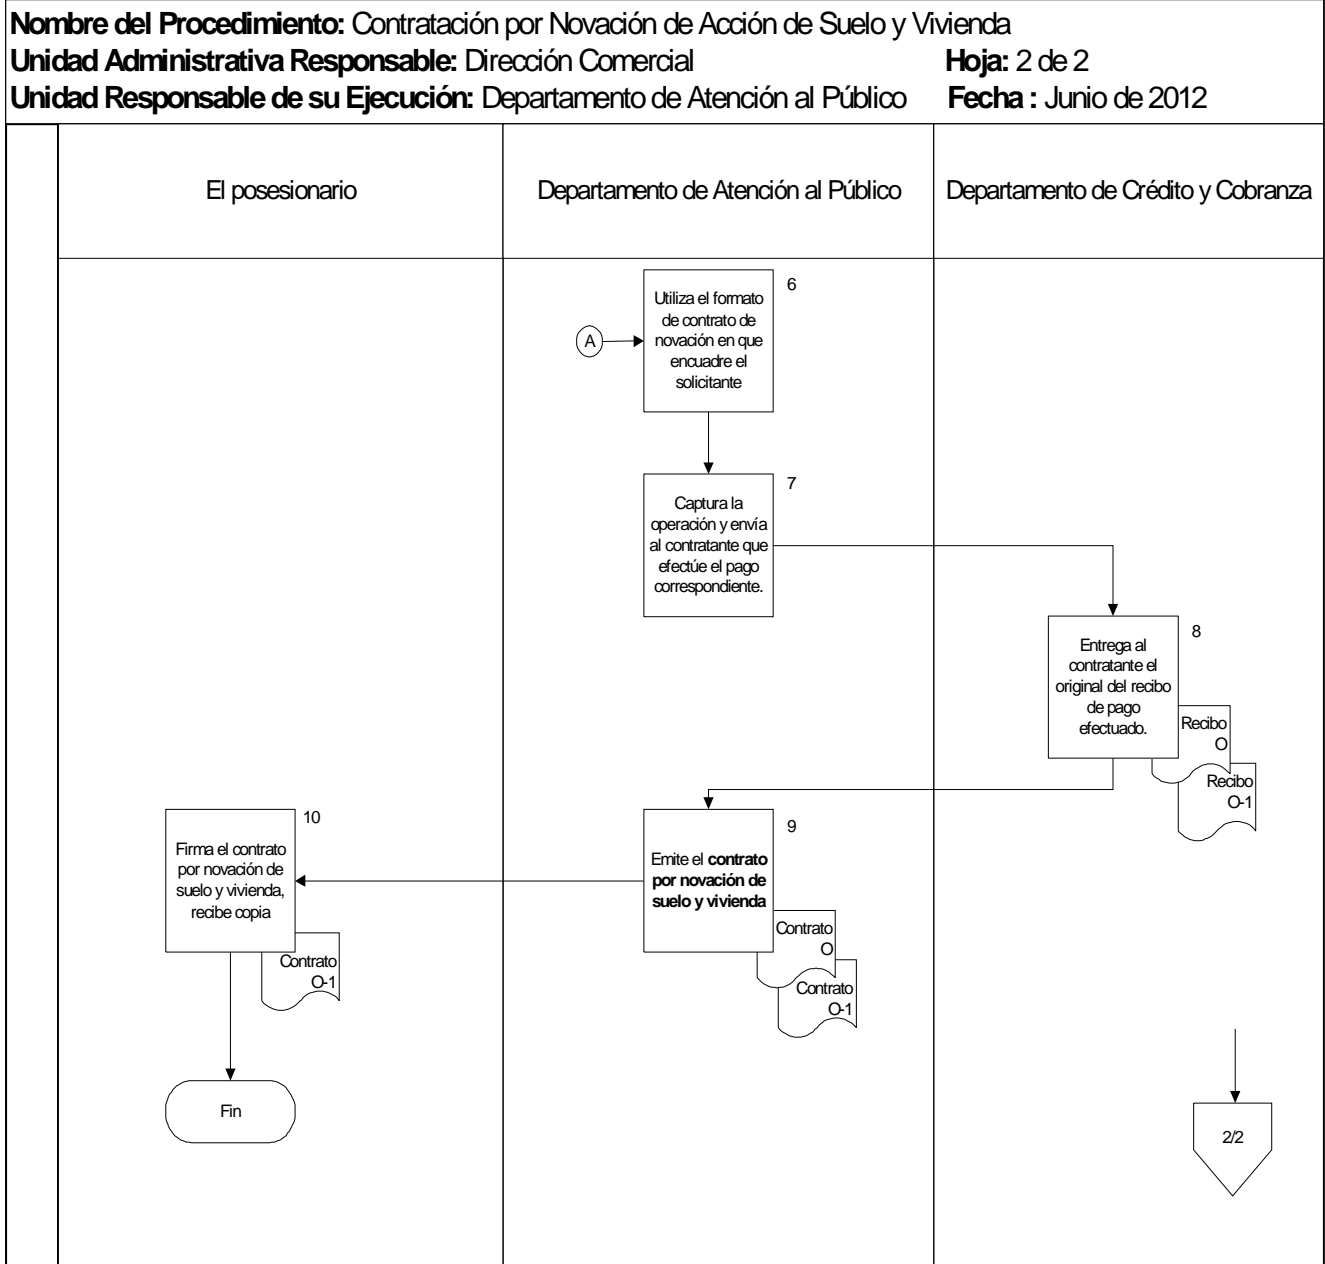 Nombre del Procedimiento: Contratación por Novación de Acción de Suelo y Vivienda
Unidad Administrativa Responsable: Dirección Comercial Hoja: 2 de 2
Unidad Responsable de su Ejecución: Departamento de Atención al Público Fecha : Junio de 2012
El posesionario
Departamento de Atención al Público
Departamento de Crédito y Cobranza
6
Utiliza el formato
de contrato de
novación en que
encuadre el
solicitante
A
7
Captura la
operación y envía
al contratante que
efectúe el pago
correspondiente.
8
Entrega al
contratante el
original del recibo
de pago
efectuado.
Recibo
O
Recibo
O-1
9
Emite el contrato
por novación de
suelo y vivienda
Contrato
O
Contrato
O-1
10
Firma el contrato
por novación de
suelo y vivienda,
recibe copia
Contrato
O-1
Fin
2/2